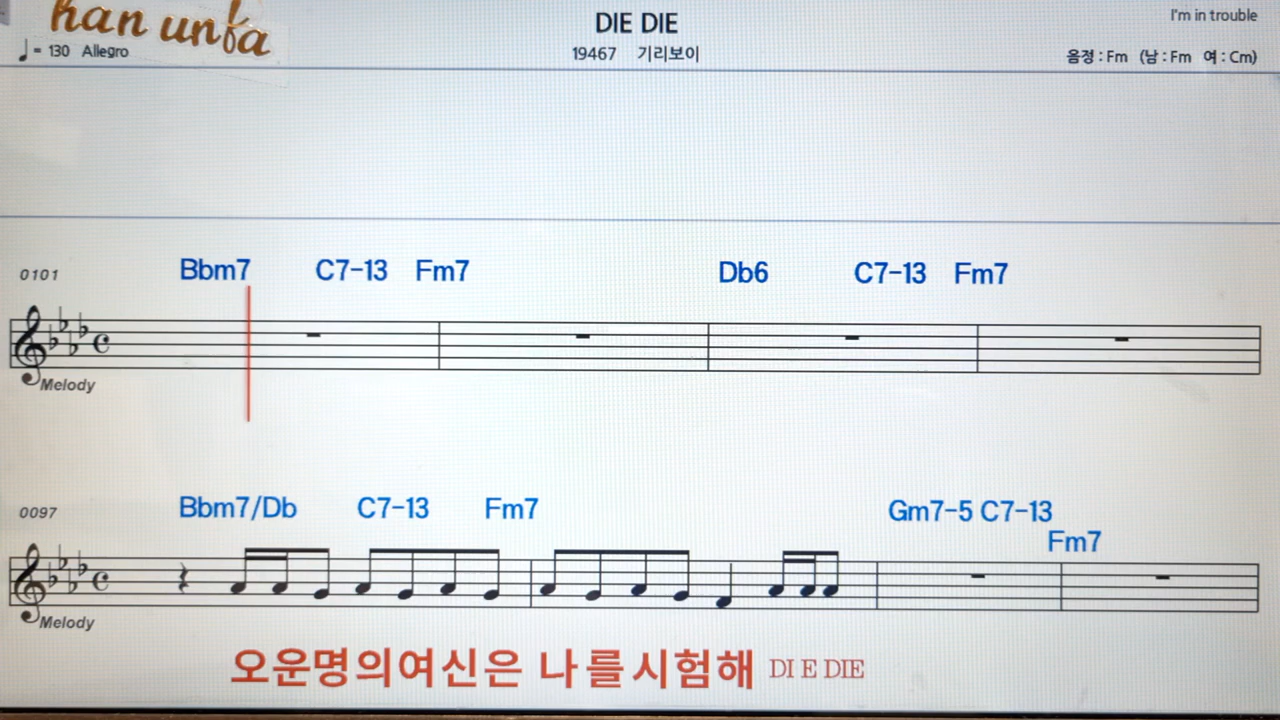 han unfa
DIE DIE
I'm in trouble
♩= 130 Allegro
19467 기리보이
음정 : Fm (남 : Fm 여 : Cm)
0101
Bbm7 C7-13 Fm7 Db6 C7-13 Fm7
Melody
0097
Bbm7/Db C7-13 Fm7 Gm7-5 C7-13
Fm7
Melody
오운명의여신은 나를시험해 DI E DIE